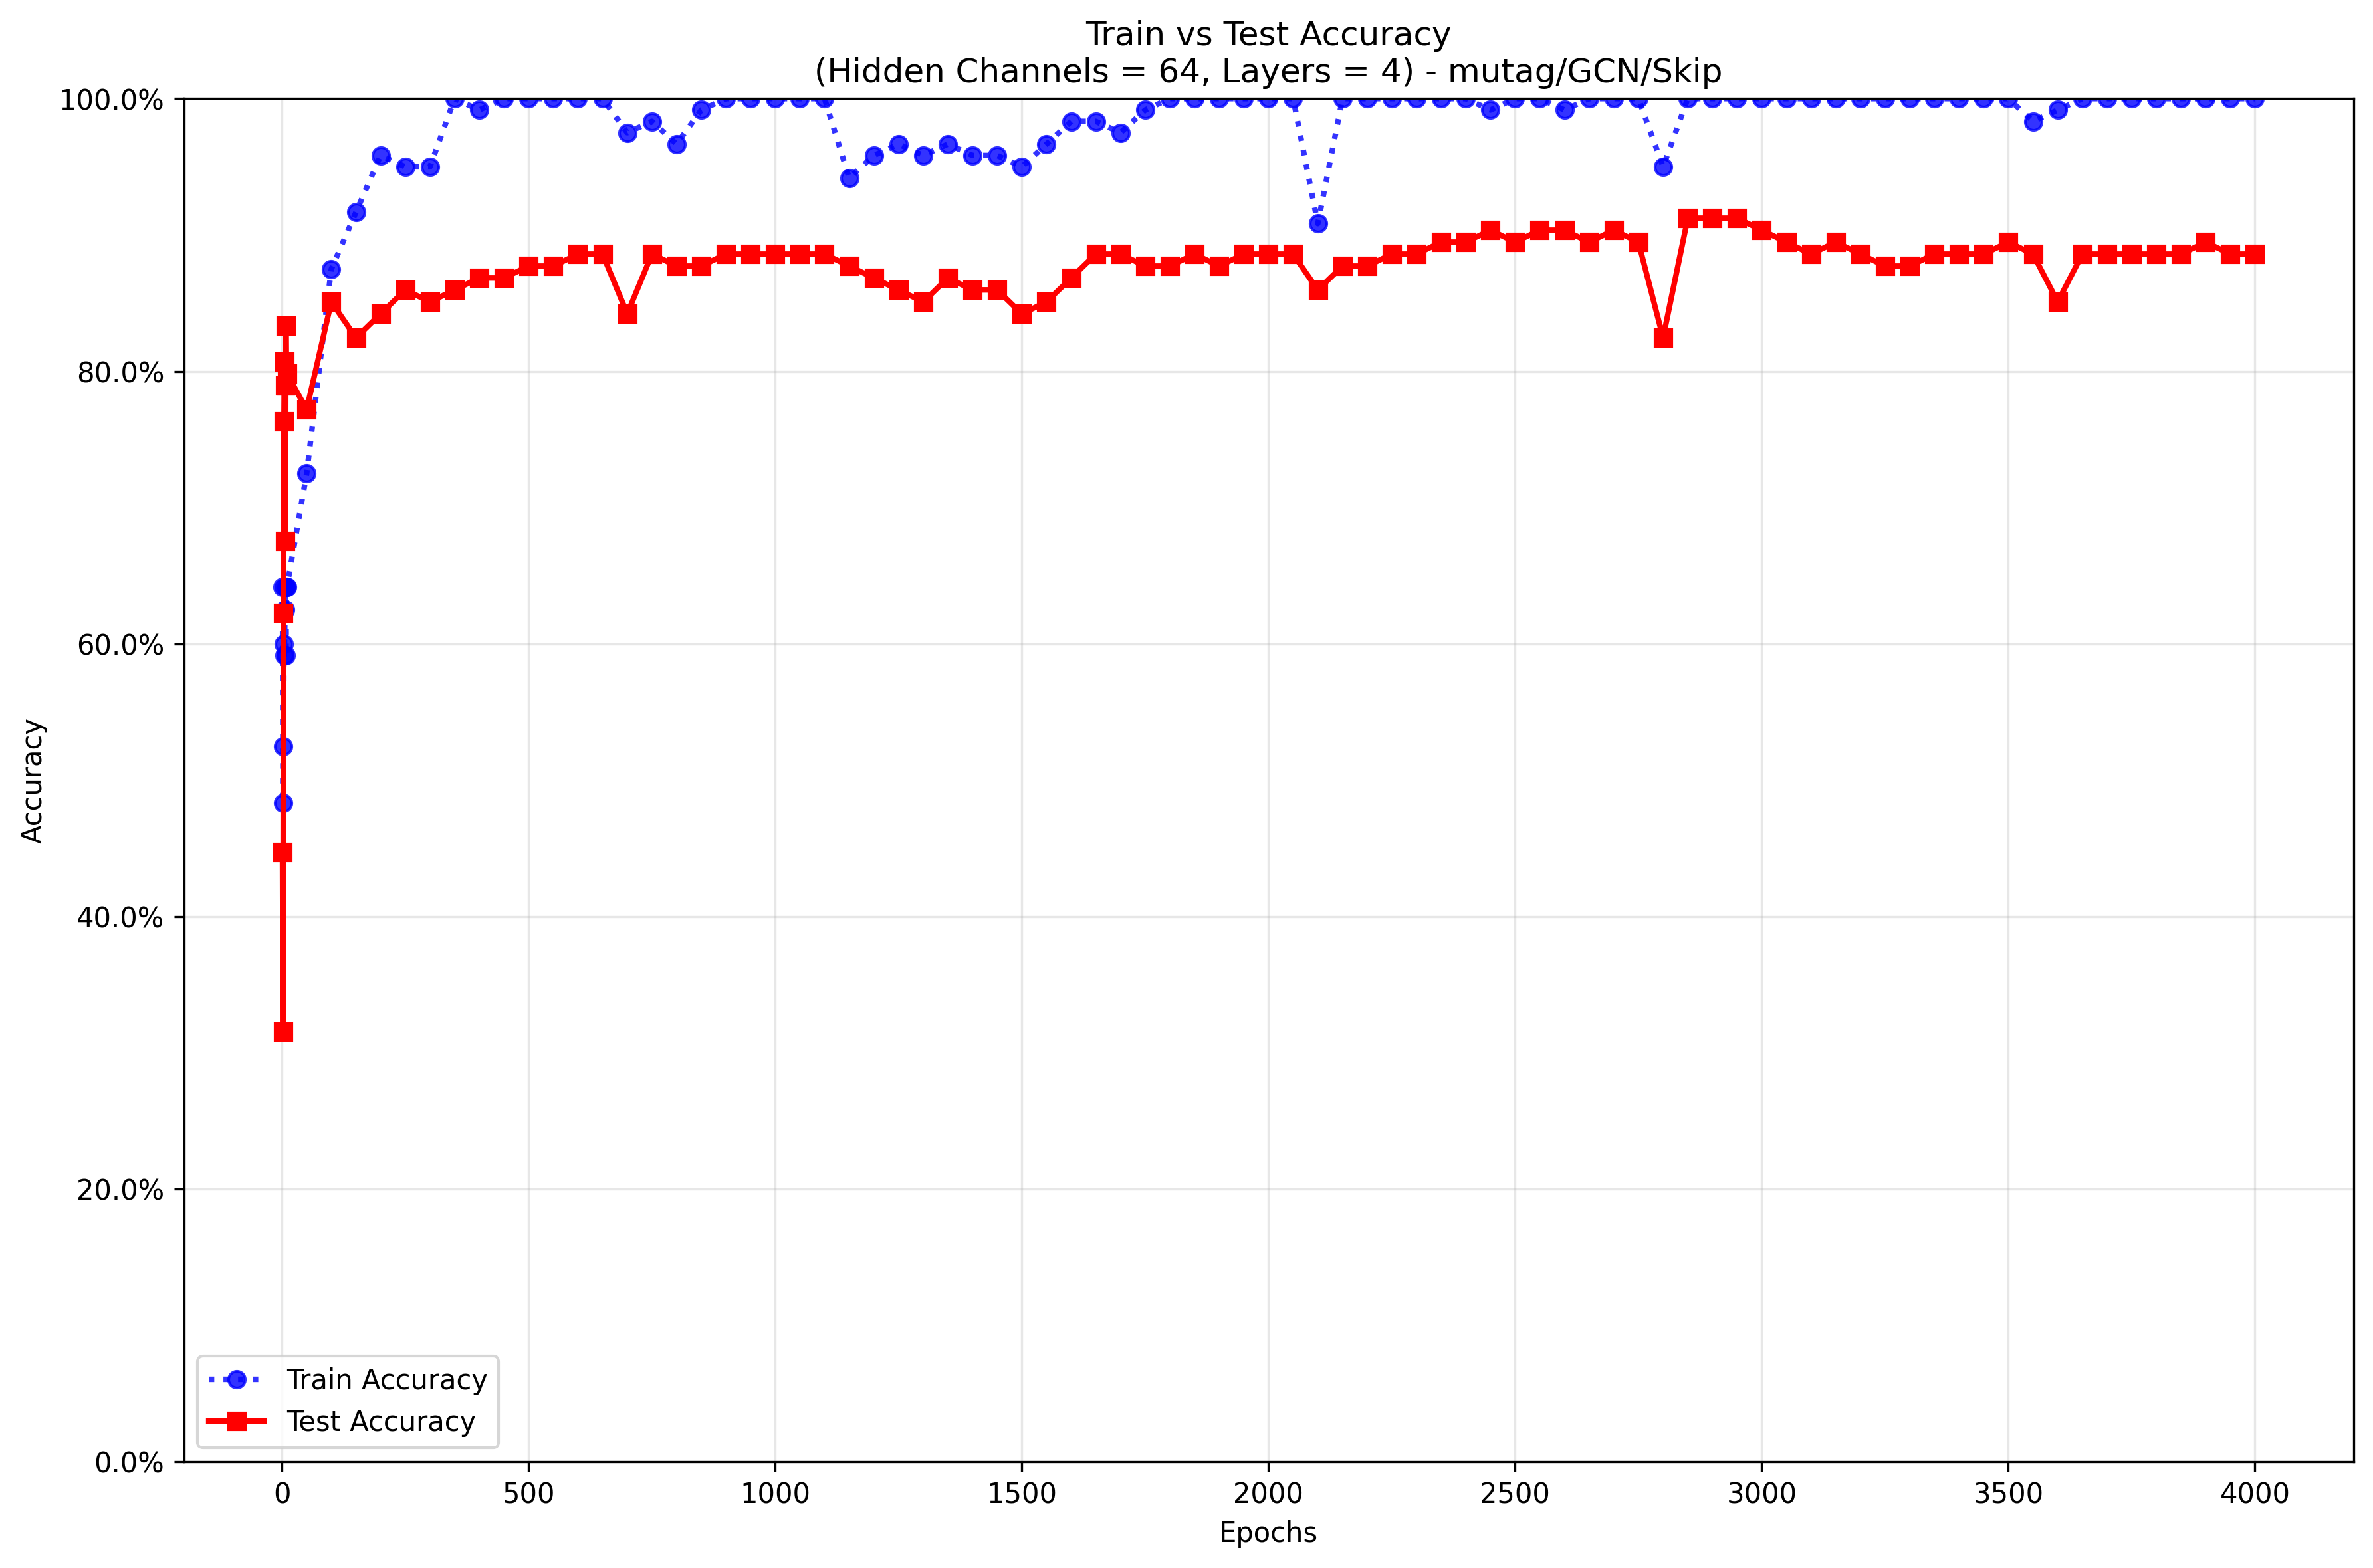 Train vs Test Accuracy
(Hidden Channels = 64, Layers = 4) - mutag/GCN/Skip
100.0%
80.0%
60.0%
40.0%
20.0%
0.0%
Accuracy
Train Accuracy
Test Accuracy
0 500 1000 1500 2000 2500 3000 3500 4000
Epochs